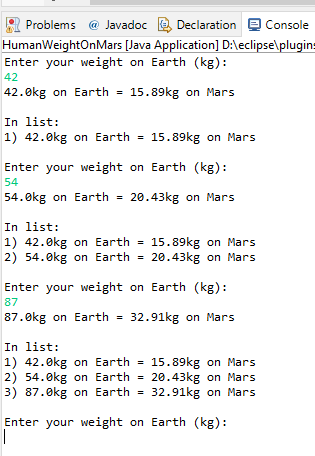 Problems @ Javadoc Declaration Console
HumanWeightOnMars [Java Application] D:\eclipse\plugins
Enter your weight on Earth (kg):
42
42.0kg on Earth = 15.89kg on Mars
In list:
1) 42.0kg on Earth = 15.89kg on Mars
Enter your weight on Earth (kg):
54
54.0kg on Earth = 20.43kg on Mars
In list:
1) 42.0kg on Earth = 15.89kg on Mars
2) 54.0kg on Earth = 20.43kg on Mars
Enter your weight on Earth (kg):
87
87.0kg on Earth = 32.91kg on Mars
In list:
1) 42.0kg on Earth = 15.89kg on Mars
2) 54.0kg on Earth = 20.43kg on Mars
3) 87.0kg on Earth = 32.91kg on Mars
Enter your weight on Earth (kg):